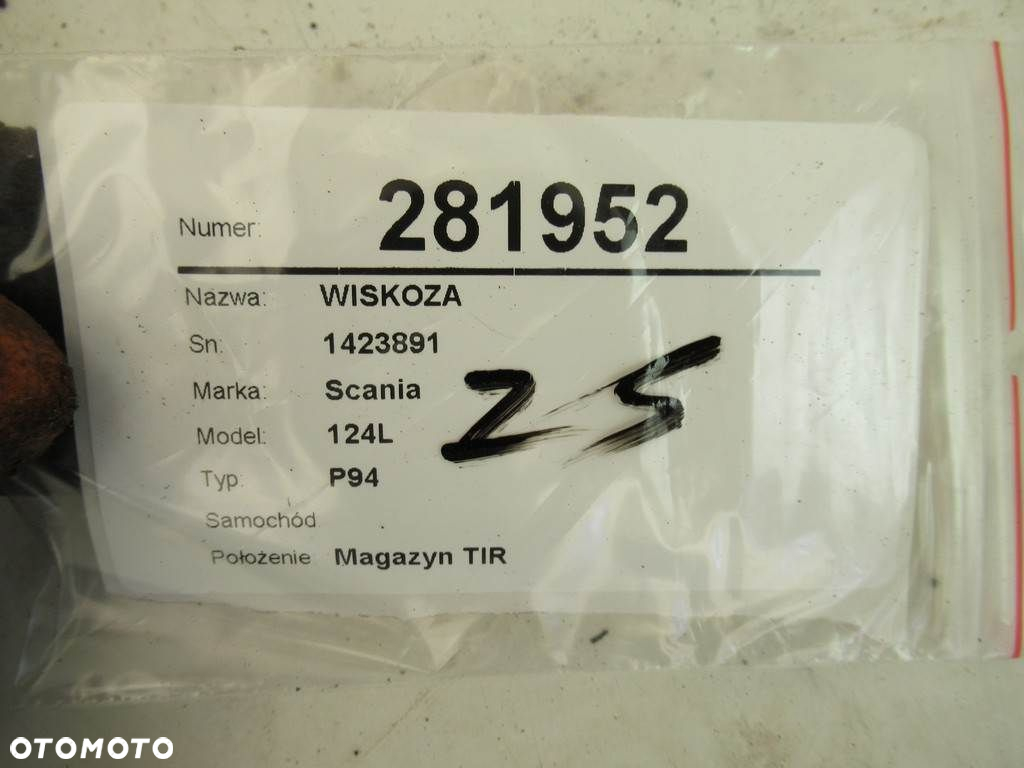 Numer: 281952
Nazwa: WISKOZA
Sn: 1423891
Marka: Scania
Model: 124L
Typ: P94
Samochód
Położenie Magazyn TIR
ZS
OTOMOTO